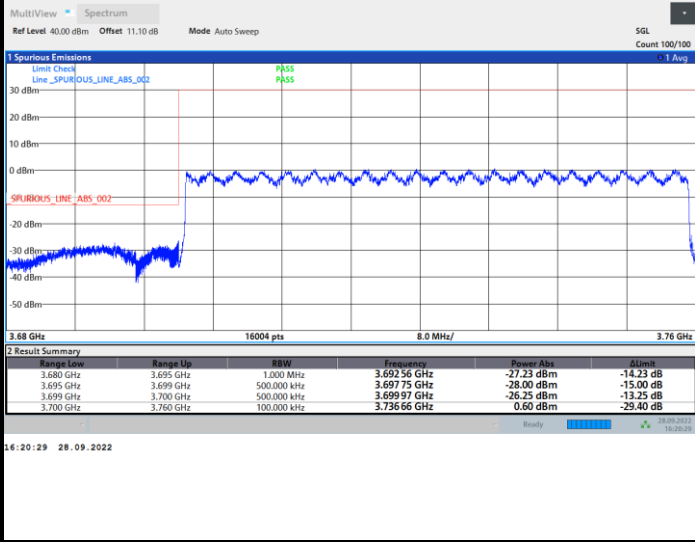 MultiView Spectrum
Ref Level 40.00 dBm Offset 11.10 dB Mode Auto Sweep SGL
Count 100/100
1 Spurious Emissions 1 Avg
Limit Check PASS
Line _SPURIOUS_LINE_ABS_002 PASS
30 dBm
20 dBm
10 dBm
0 dBm
_SPURIOUS_LINE_ABS_002
-20 dBm
-30 dBm
-40 dBm
-50 dBm
3.68 GHz 16004 pts 8.0 MHz/ 3.76 GHz
2 Result Summary
Range Low Range Up RBW Frequency Power Abs ΔLimit
3.680 GHz 3.695 GHz 1.000 MHz 3.692 56 GHz -27.23 dBm -14.23 dB
3.695 GHz 3.699 GHz 500.000 kHz 3.697 75 GHz -28.00 dBm -15.00 dB
3.699 GHz 3.700 GHz 500.000 kHz 3.699 97 GHz -26.25 dBm -13.25 dB
3.700 GHz 3.760 GHz 100.000 kHz 3.736 66 GHz 0.60 dBm -29.40 dB
Ready 28.09.2022
16:20:29
16:20:29 28.09.2022